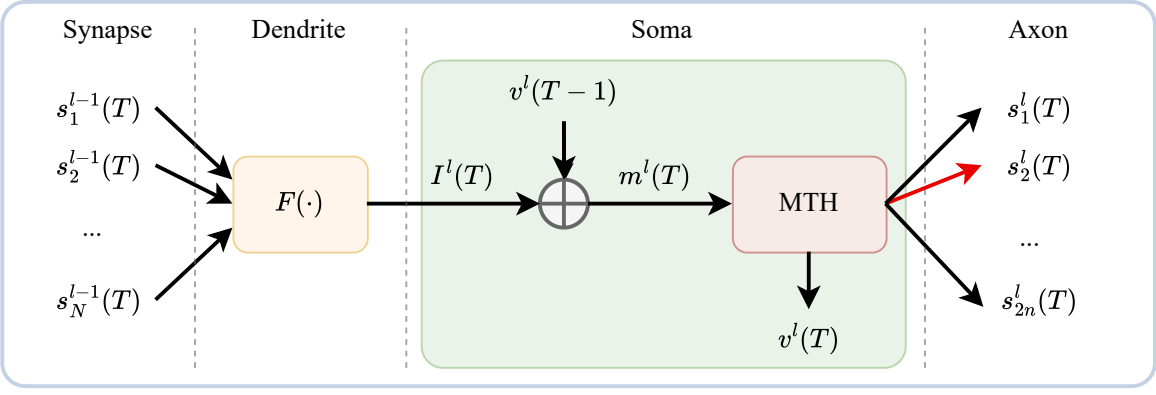 Synapse Dendrite Soma Axon
s_1^{l-1}(T)
s_2^{l-1}(T)
...
s_N^{l-1}(T)
F(·)
v^l(T − 1)
I^l(T)
m^l(T)
MTH
v^l(T)
s_1^l(T)
s_2^l(T)
...
s_{2n}^l(T)